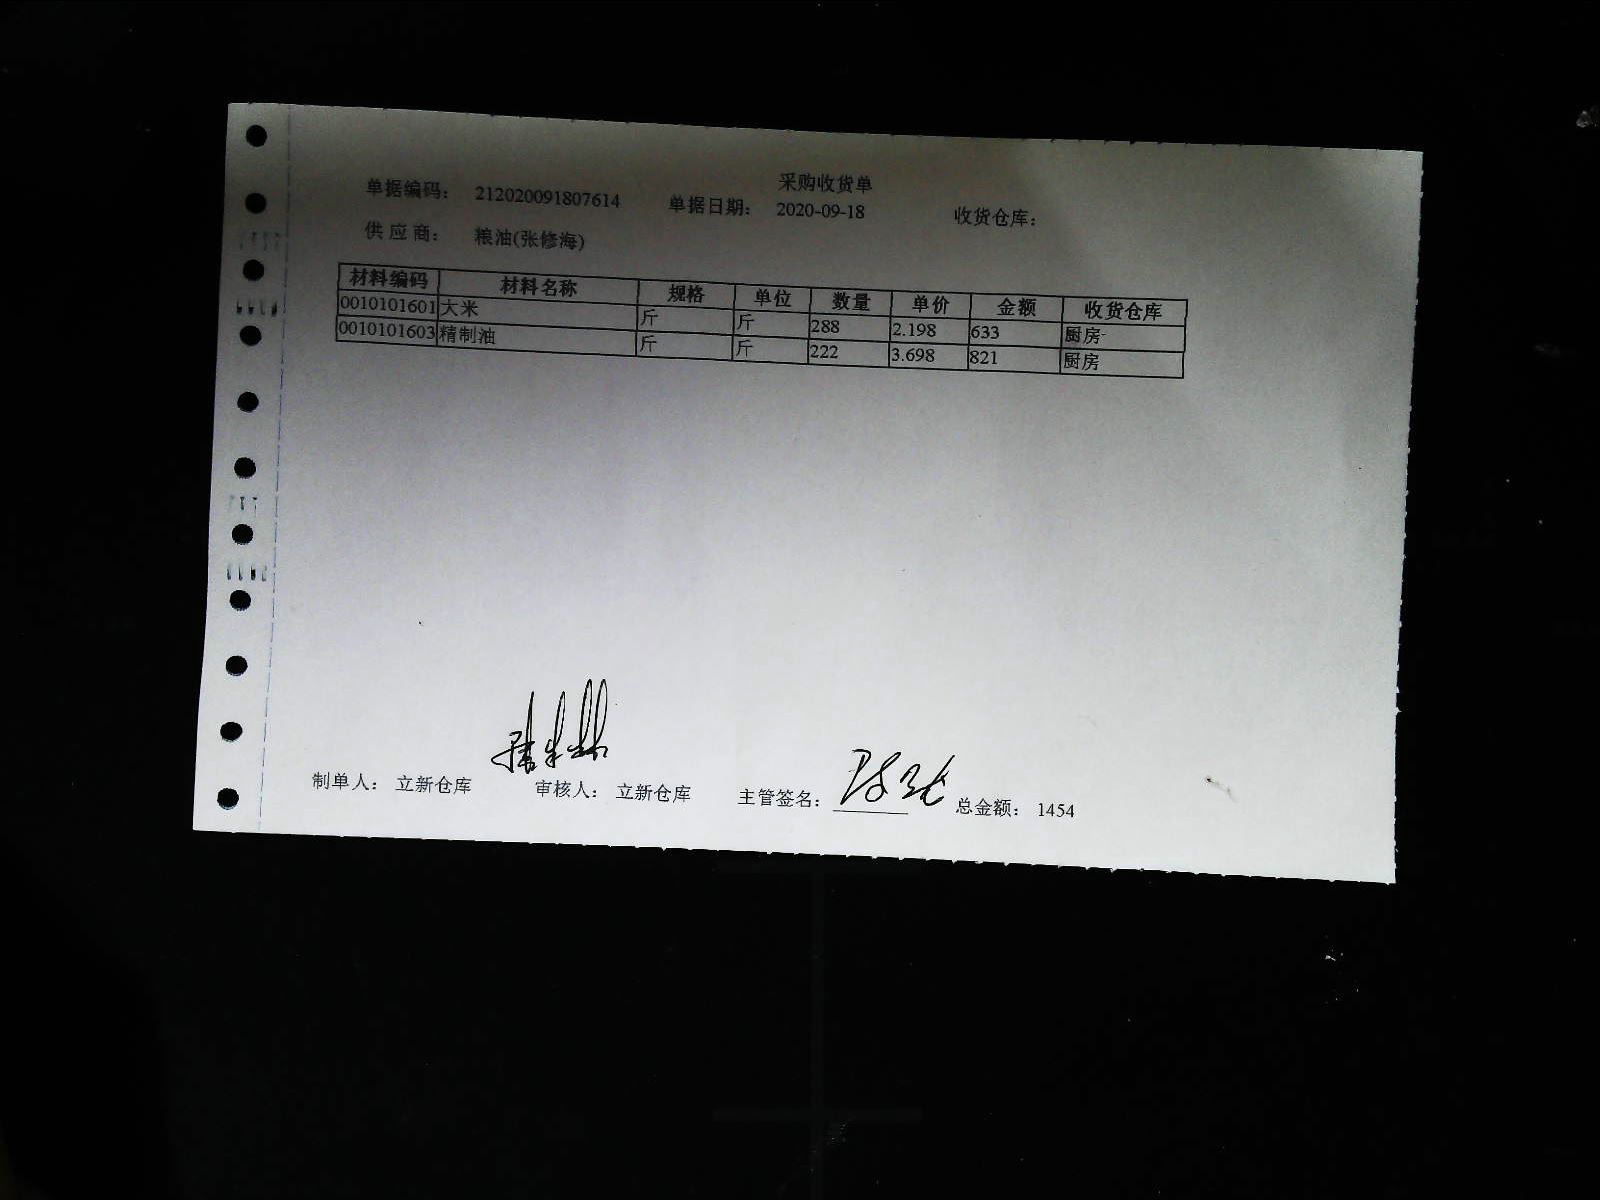 采购收货单
单据编码： 212020091807614 单据日期： 2020-09-18 收货仓库：
供 应 商： 粮油(张修海)
材料编码 材料名称 规格 单位 数量 单价 金额 收货仓库
0010101601 大米 斤 斤 288 2.198 633 厨房
0010101603 精制油 斤 斤 222 3.698 821 厨房
制单人： 立新仓库 审核人： 立新仓库 主管签名： 总金额： 1454